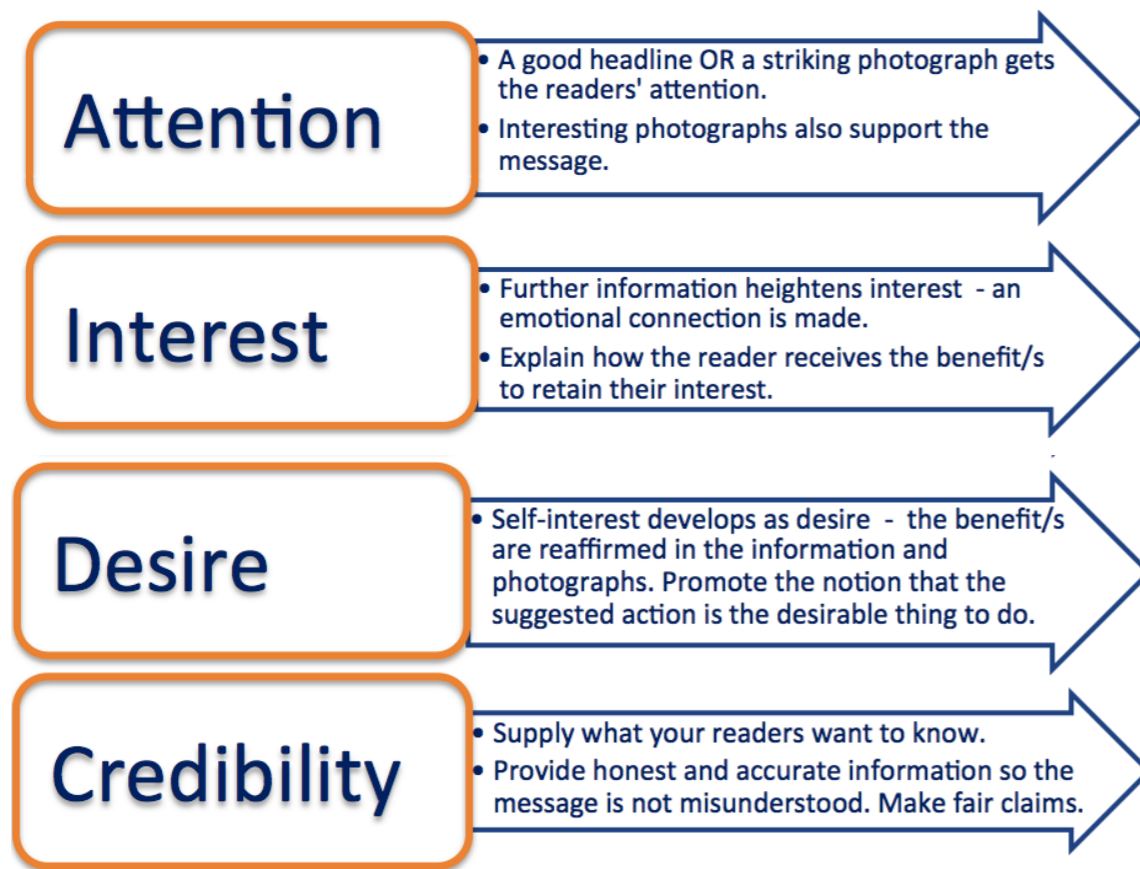 Attention
• A good headline OR a striking photograph gets
the readers' attention.
• Interesting photographs also support the
message.
Interest
• Further information heightens interest - an
emotional connection is made.
• Explain how the reader receives the benefit/s
to retain their interest.
Desire
• Self-interest develops as desire - the benefit/s
are reaffirmed in the information and
photographs. Promote the notion that the
suggested action is the desirable thing to do.
Credibility
• Supply what your readers want to know.
• Provide honest and accurate information so the
message is not misunderstood. Make fair claims.